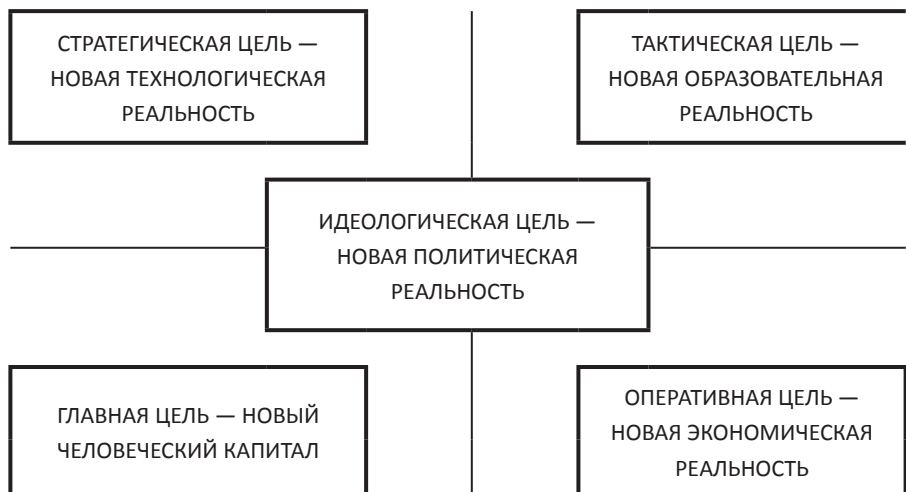 СТРАТЕГИЧЕСКАЯ ЦЕЛЬ —
НОВАЯ ТЕХНОЛОГИЧЕСКАЯ
РЕАЛЬНОСТЬ
ТАКТИЧЕСКАЯ ЦЕЛЬ —
НОВАЯ ОБРАЗОВАТЕЛЬНАЯ
РЕАЛЬНОСТЬ
ИДЕОЛОГИЧЕСКАЯ ЦЕЛЬ —
НОВАЯ ПОЛИТИЧЕСКАЯ
РЕАЛЬНОСТЬ
ГЛАВНАЯ ЦЕЛЬ — НОВЫЙ
ЧЕЛОВЕЧЕСКИЙ КАПИТАЛ
ОПЕРАТИВНАЯ ЦЕЛЬ —
НОВАЯ ЭКОНОМИЧЕСКАЯ
РЕАЛЬНОСТЬ